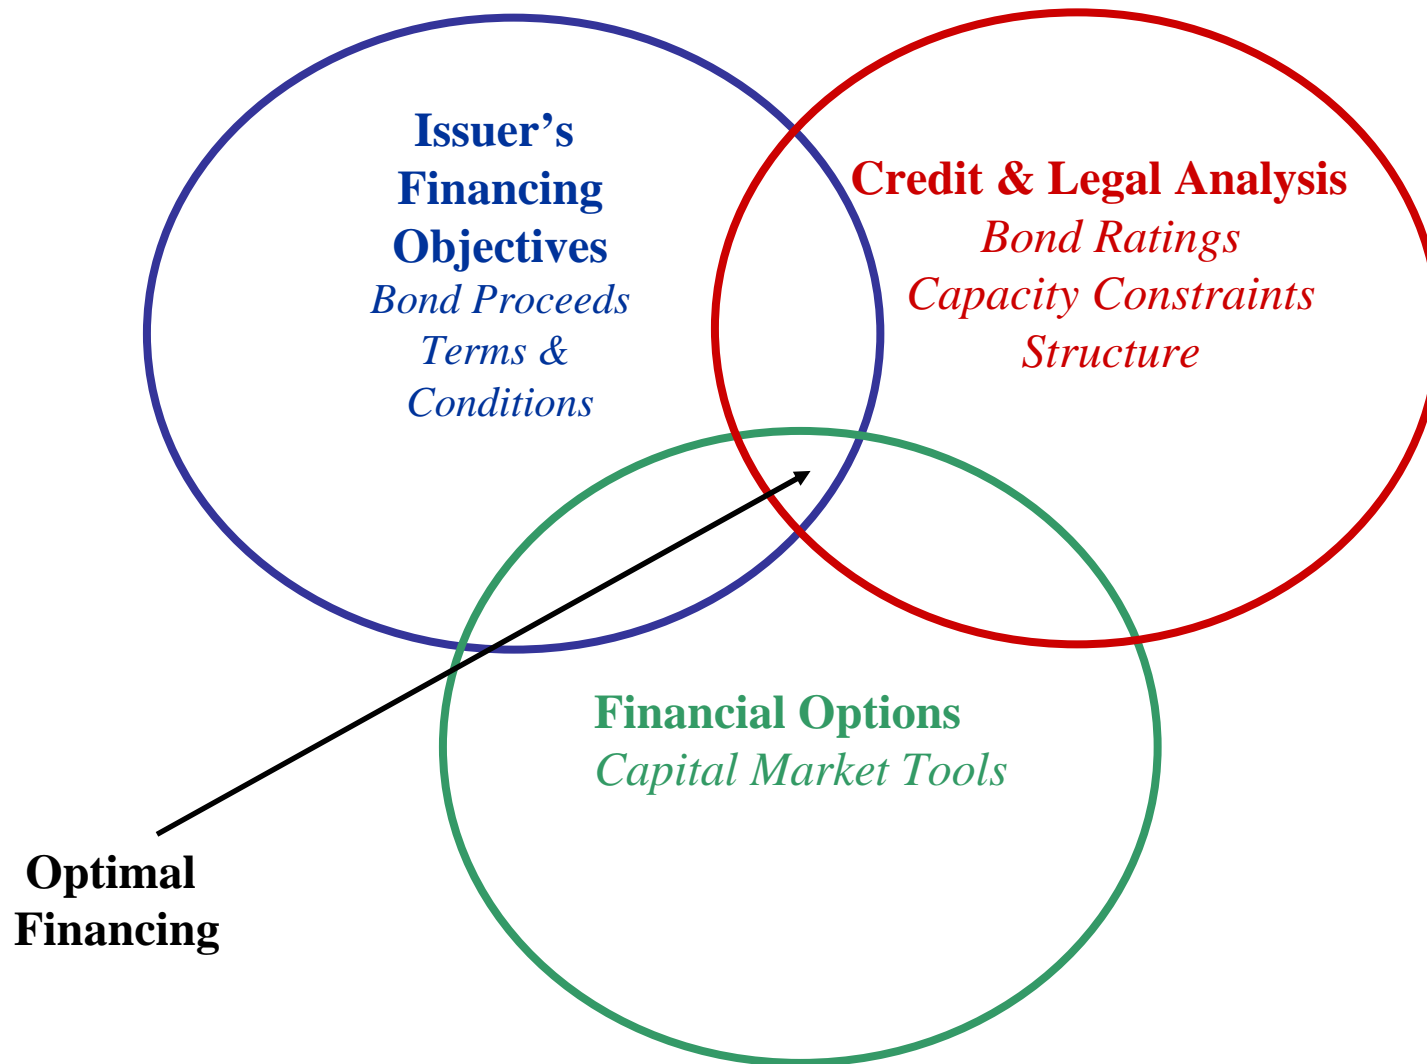 Issuer’s
Financing
Objectives
Bond Proceeds
Terms &
Conditions
Credit & Legal Analysis
Bond Ratings
Capacity Constraints
Structure
Financial Options
Capital Market Tools
Optimal
Financing